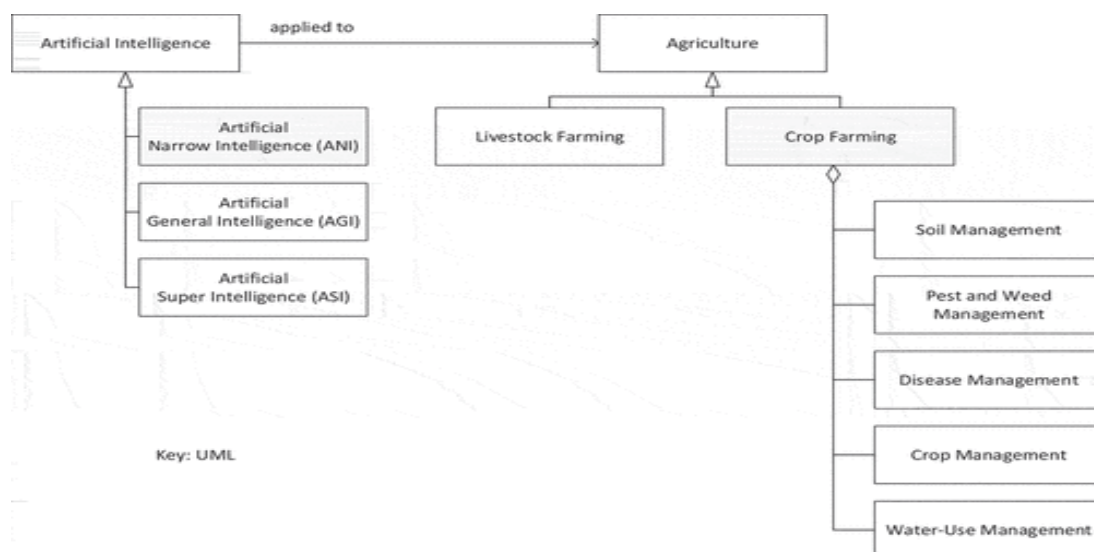 Artificial Intelligence
applied to
Agriculture
Artificial
Narrow Intelligence (ANI)
Artificial
General Intelligence (AGI)
Artificial
Super Intelligence (ASI)
Livestock Farming
Crop Farming
Soil Management
Pest and Weed
Management
Disease Management
Crop Management
Water-Use Management
Key: UML